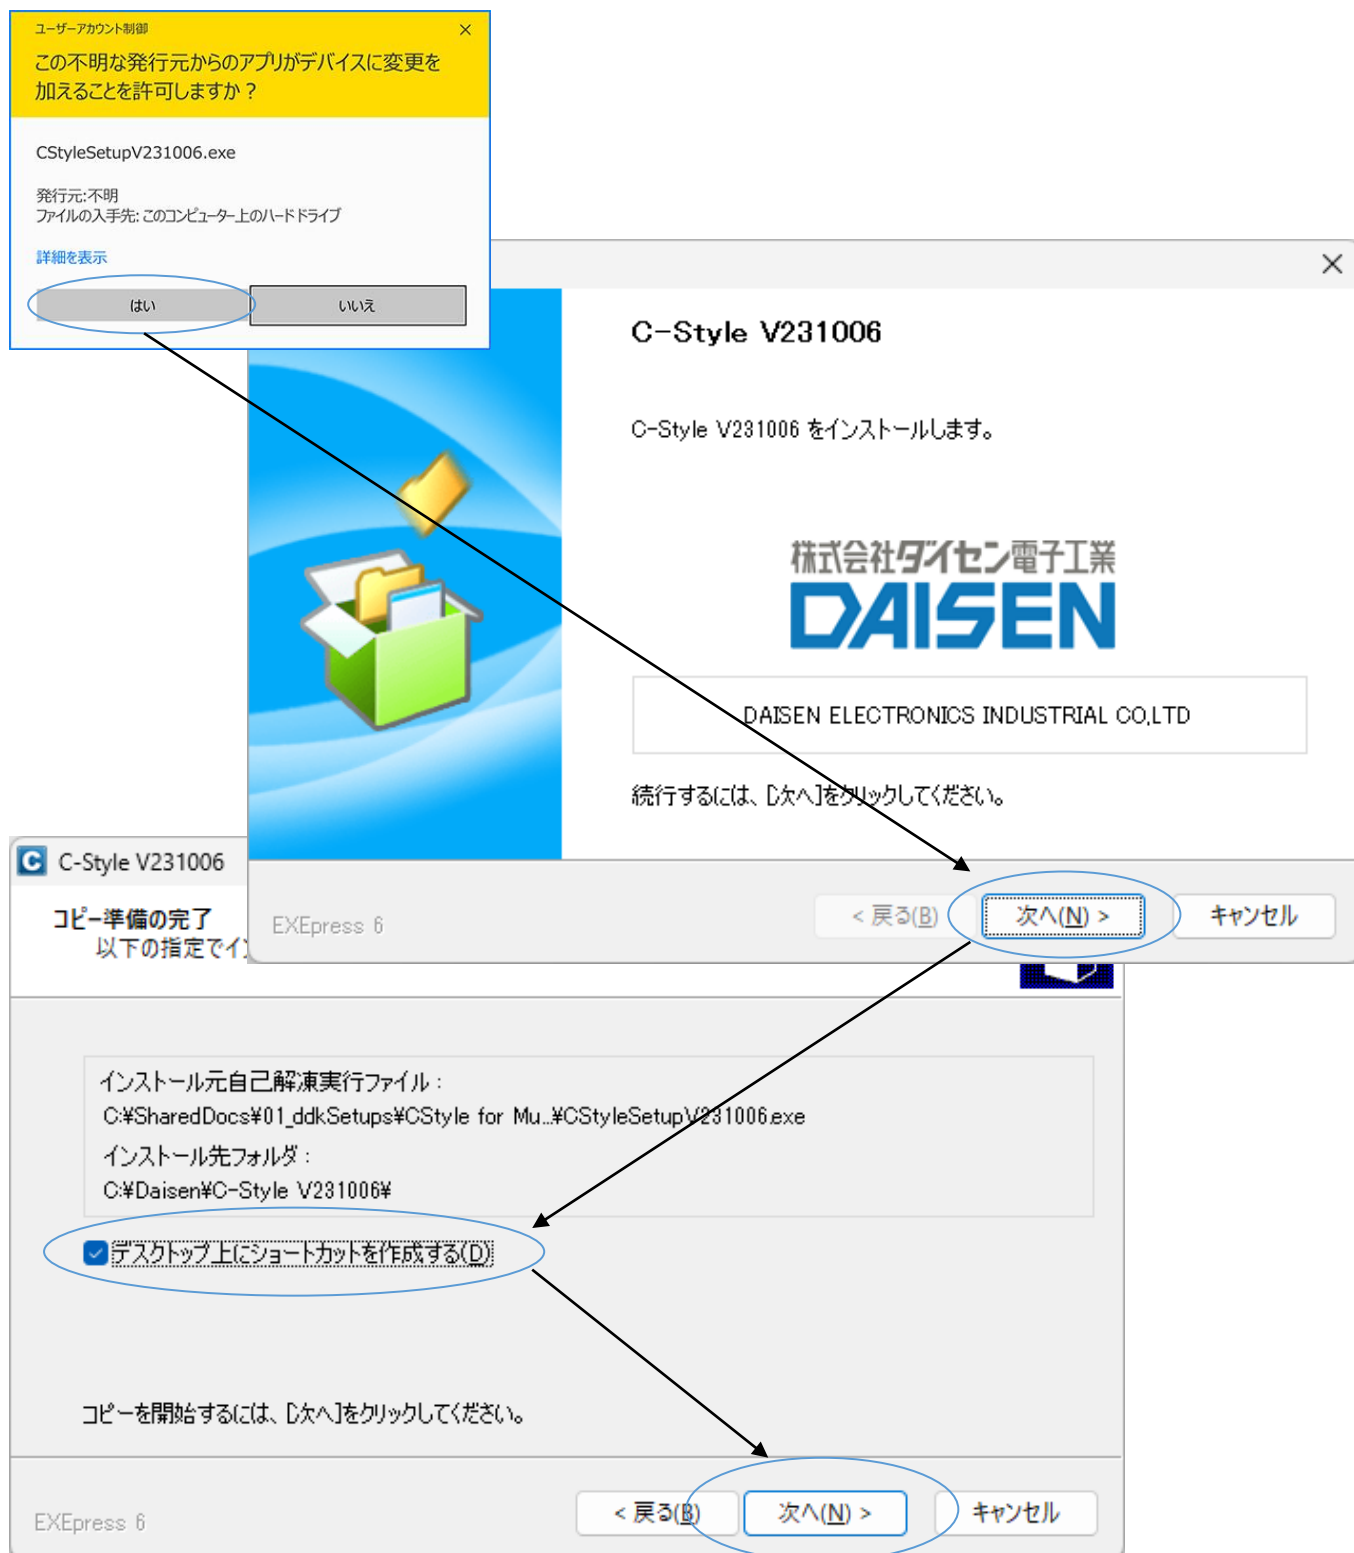 ユーザーアカウント制御
この不明な発行元からのアプリがデバイスに変更を
加えることを許可しますか？
CStyleSetupV231006.exe
発行元:不明
ファイルの入手先: このコンピューター上のハード ドライブ
詳細を表示
はい
いいえ
C-Style V231006
C-Style V231006 をインストールします。
株式会社ダイセン電子工業
DAISEN
DAISEN ELECTRONICS INDUSTRIAL CO,LTD
続行するには、[次へ]をクリックしてください。
EXEpress 6
< 戻る(B)
次へ(N) >
キャンセル
C-Style V231006
コピー準備の完了
以下の指定でイ
インストール元自己解凍実行ファイル：
C:¥SharedDocs¥01_ddkSetups¥CStyle for Mu...¥CStyleSetupV231006.exe
インストール先フォルダ：
C:¥Daisen¥C-Style V231006¥
デスクトップ上にショートカットを作成する(D)
コピーを開始するには、[次へ]をクリックしてください。
EXEpress 6
< 戻る(B)
次へ(N) >
キャンセル